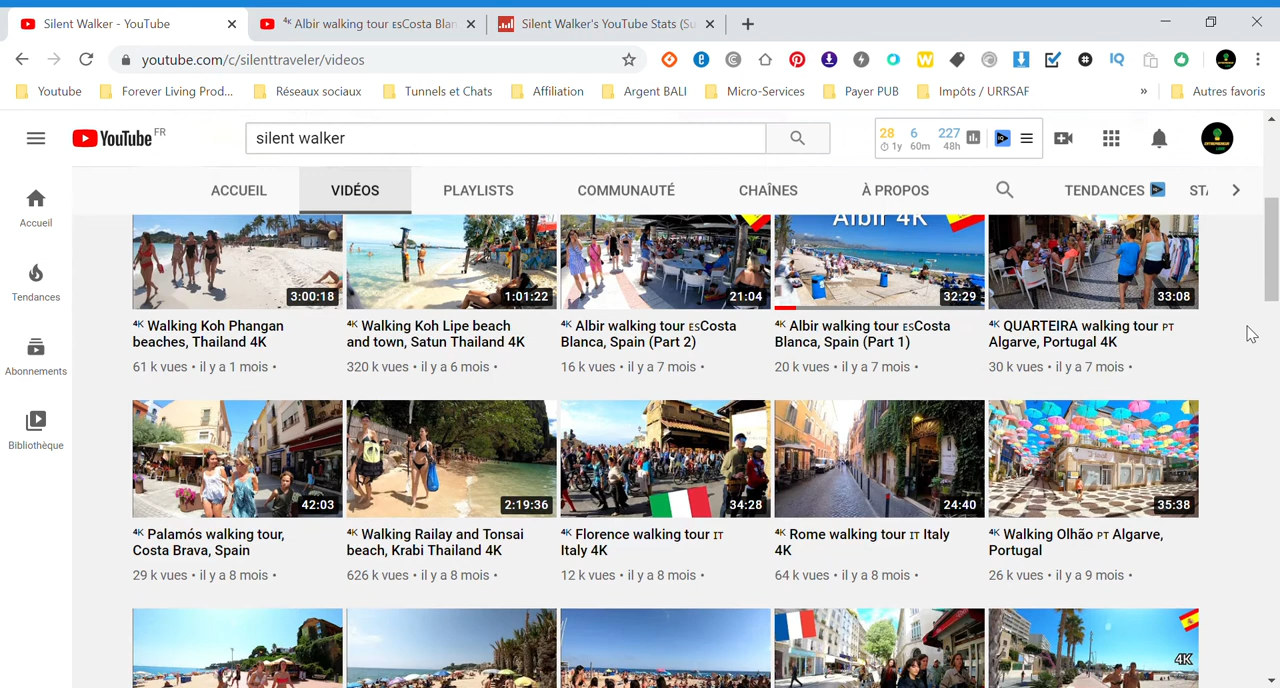 Silent Walker - YouTube
⁴ᴷ Albir walking tour ᴇsCosta Blan
Silent Walker's YouTube Stats (Su
youtube.com/c/silenttraveler/videos
Youtube
Forever Living Prod...
Réseaux sociaux
Tunnels et Chats
Affiliation
Argent BALI
Micro-Services
Payer PUB
Impôts / URRSAF
»
Autres favoris
YouTube FR
silent walker
28 6 227
1y 60m 48h
ACCUEIL
VIDÉOS
PLAYLISTS
COMMUNAUTÉ
CHAÎNES
À PROPOS
TENDANCES
Accueil
Tendances
Abonnements
Bibliothèque
Albir 4K
3:00:18
1:01:22
21:04
32:29
33:08
⁴ᴷ Walking Koh Phangan
beaches, Thailand 4K
61 k vues • il y a 1 mois •
⁴ᴷ Walking Koh Lipe beach
and town, Satun Thailand 4K
320 k vues • il y a 6 mois •
⁴ᴷ Albir walking tour ᴇsCosta
Blanca, Spain (Part 2)
16 k vues • il y a 7 mois •
⁴ᴷ Albir walking tour ᴇsCosta
Blanca, Spain (Part 1)
20 k vues • il y a 7 mois •
⁴ᴷ QUARTEIRA walking tour ᴘᴛ
Algarve, Portugal 4K
30 k vues • il y a 7 mois •
42:03
2:19:36
34:28
24:40
35:38
⁴ᴷ Palamós walking tour,
Costa Brava, Spain
29 k vues • il y a 8 mois •
⁴ᴷ Walking Railay and Tonsai
beach, Krabi Thailand 4K
626 k vues • il y a 8 mois •
⁴ᴷ Florence walking tour ɪᴛ
Italy 4K
12 k vues • il y a 8 mois •
⁴ᴷ Rome walking tour ɪᴛ Italy
4K
64 k vues • il y a 8 mois •
⁴ᴷ Walking Olhão ᴘᴛ Algarve,
Portugal
26 k vues • il y a 9 mois •
4K